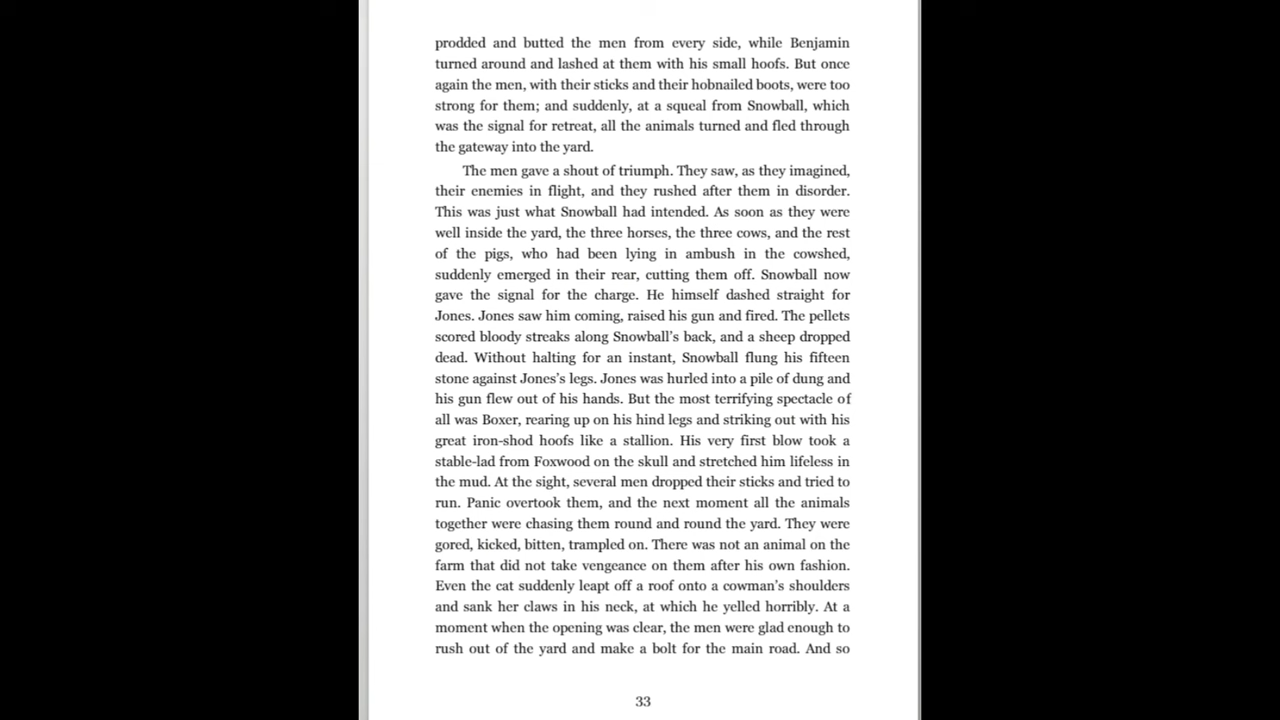 prodded and butted the men from every side, while Benjamin
turned around and lashed at them with his small hoofs. But once
again the men, with their sticks and their hobnailed boots, were too
strong for them; and suddenly, at a squeal from Snowball, which
was the signal for retreat, all the animals turned and fled through
the gateway into the yard.
The men gave a shout of triumph. They saw, as they imagined,
their enemies in flight, and they rushed after them in disorder.
This was just what Snowball had intended. As soon as they were
well inside the yard, the three horses, the three cows, and the rest
of the pigs, who had been lying in ambush in the cowshed,
suddenly emerged in their rear, cutting them off. Snowball now
gave the signal for the charge. He himself dashed straight for
Jones. Jones saw him coming, raised his gun and fired. The pellets
scored bloody streaks along Snowball's back, and a sheep dropped
dead. Without halting for an instant, Snowball flung his fifteen
stone against Jones's legs. Jones was hurled into a pile of dung and
his gun flew out of his hands. But the most terrifying spectacle of
all was Boxer, rearing up on his hind legs and striking out with his
great iron-shod hoofs like a stallion. His very first blow took a
stable-lad from Foxwood on the skull and stretched him lifeless in
the mud. At the sight, several men dropped their sticks and tried to
run. Panic overtook them, and the next moment all the animals
together were chasing them round and round the yard. They were
gored, kicked, bitten, trampled on. There was not an animal on the
farm that did not take vengeance on them after his own fashion.
Even the cat suddenly leapt off a roof onto a cowman's shoulders
and sank her claws in his neck, at which he yelled horribly. At a
moment when the opening was clear, the men were glad enough to
rush out of the yard and make a bolt for the main road. And so
33